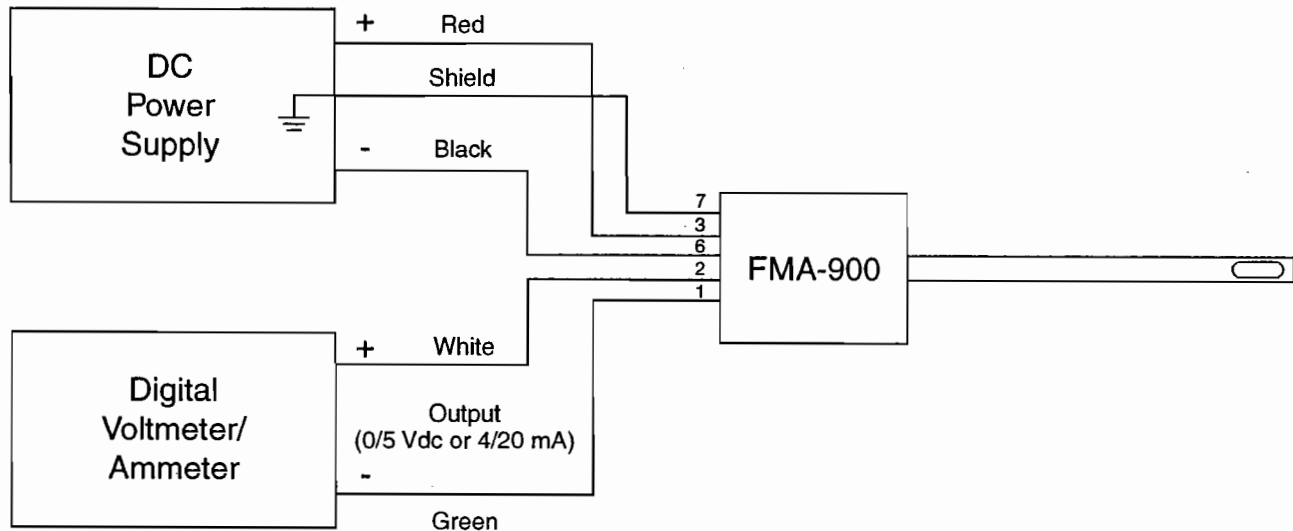 DC
Power
Supply
+
Red
Shield
-
Black
7
3
6
2
1
FMA-900
Digital
Voltmeter/
Ammeter
+
White
Output
(0/5 Vdc or 4/20 mA)
-
Green